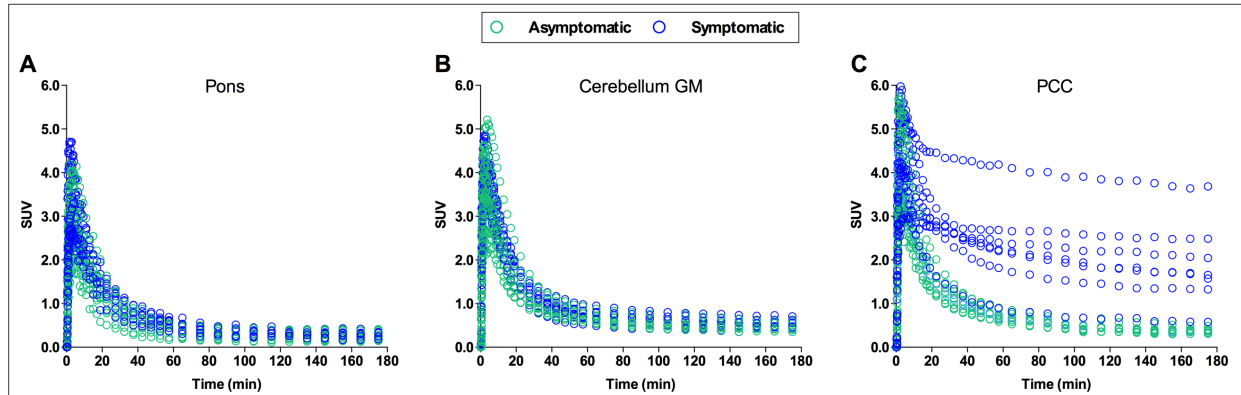 Asymptomatic Symptomatic
A B C
Pons Cerebellum GM PCC
6.0 6.0 6.0
5.0 5.0 5.0
4.0 4.0 4.0
3.0 3.0 3.0
2.0 2.0 2.0
1.0 1.0 1.0
0.0 0.0 0.0
SUV SUV SUV
0 20 40 60 80 100 120 140 160 180 0 20 40 60 80 100 120 140 160 180 0 20 40 60 80 100 120 140 160 180
Time (min) Time (min) Time (min)